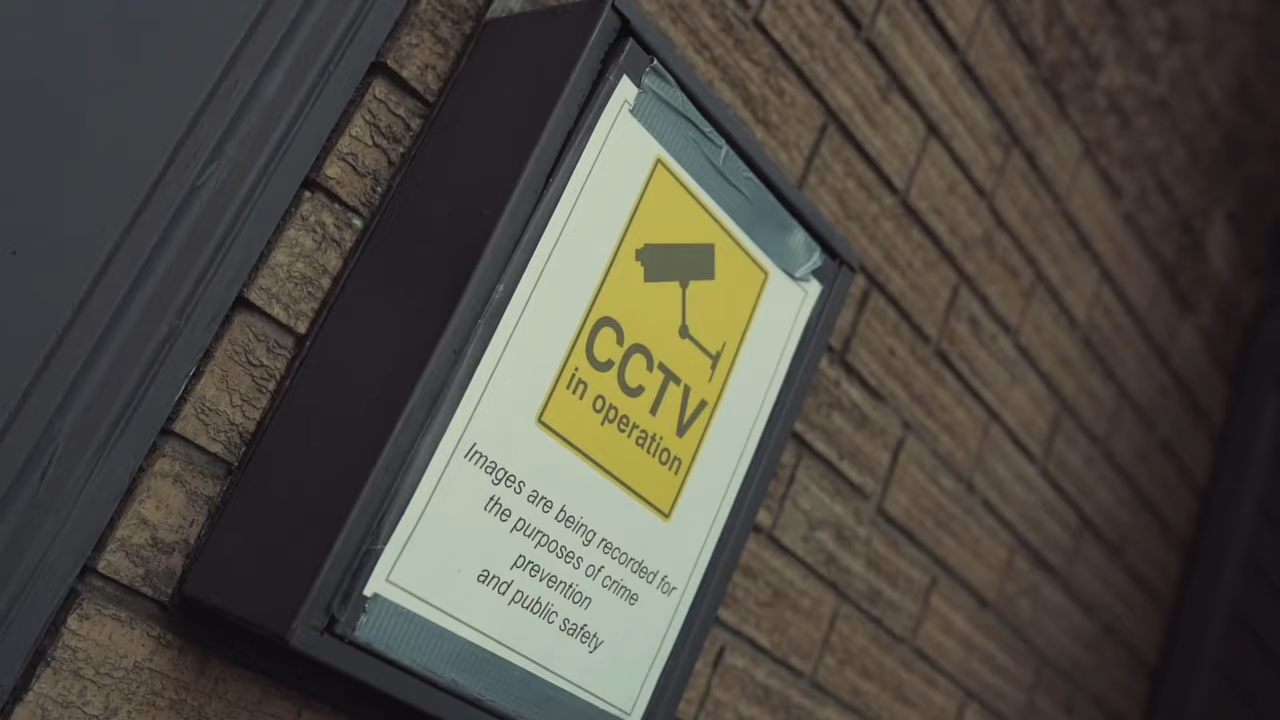 CCTV
in operation
Images are being recorded for
the purposes of crime
prevention
and public safety